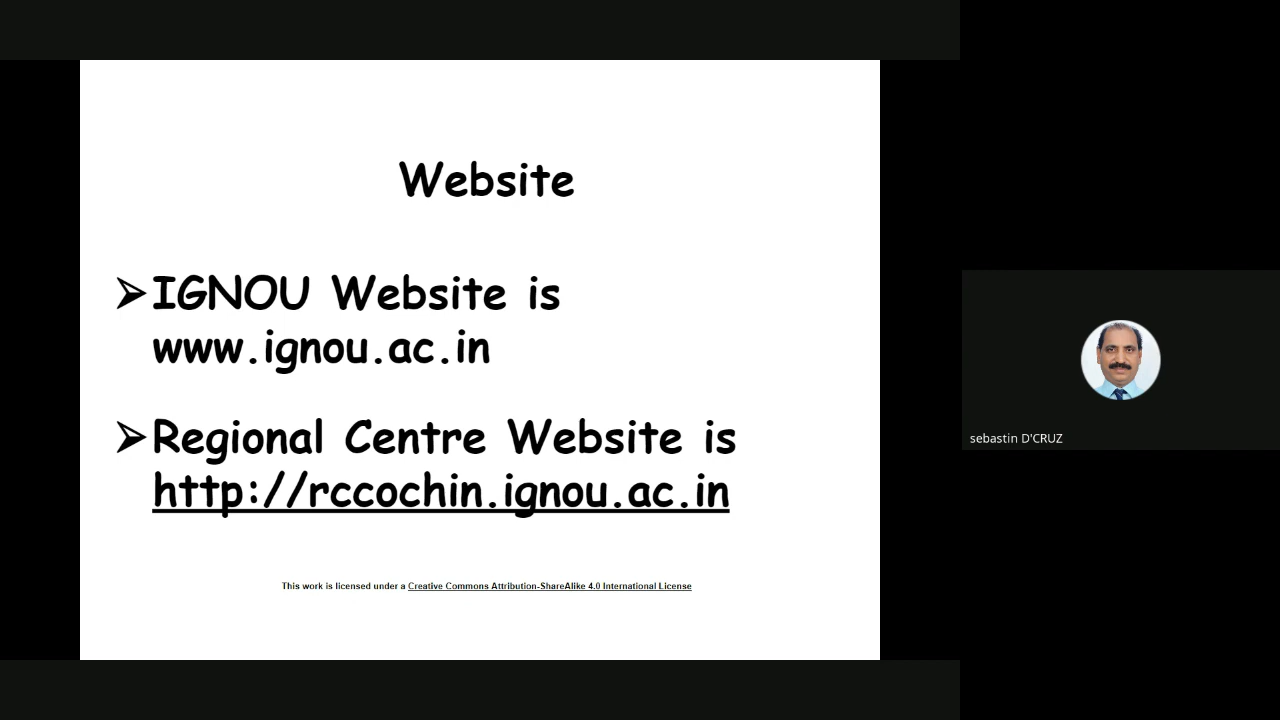 Website
➢IGNOU Website is
www.ignou.ac.in
➢Regional Centre Website is
http://rccochin.ignou.ac.in
This work is licensed under a Creative Commons Attribution-ShareAlike 4.0 International License
sebastin D'CRUZ